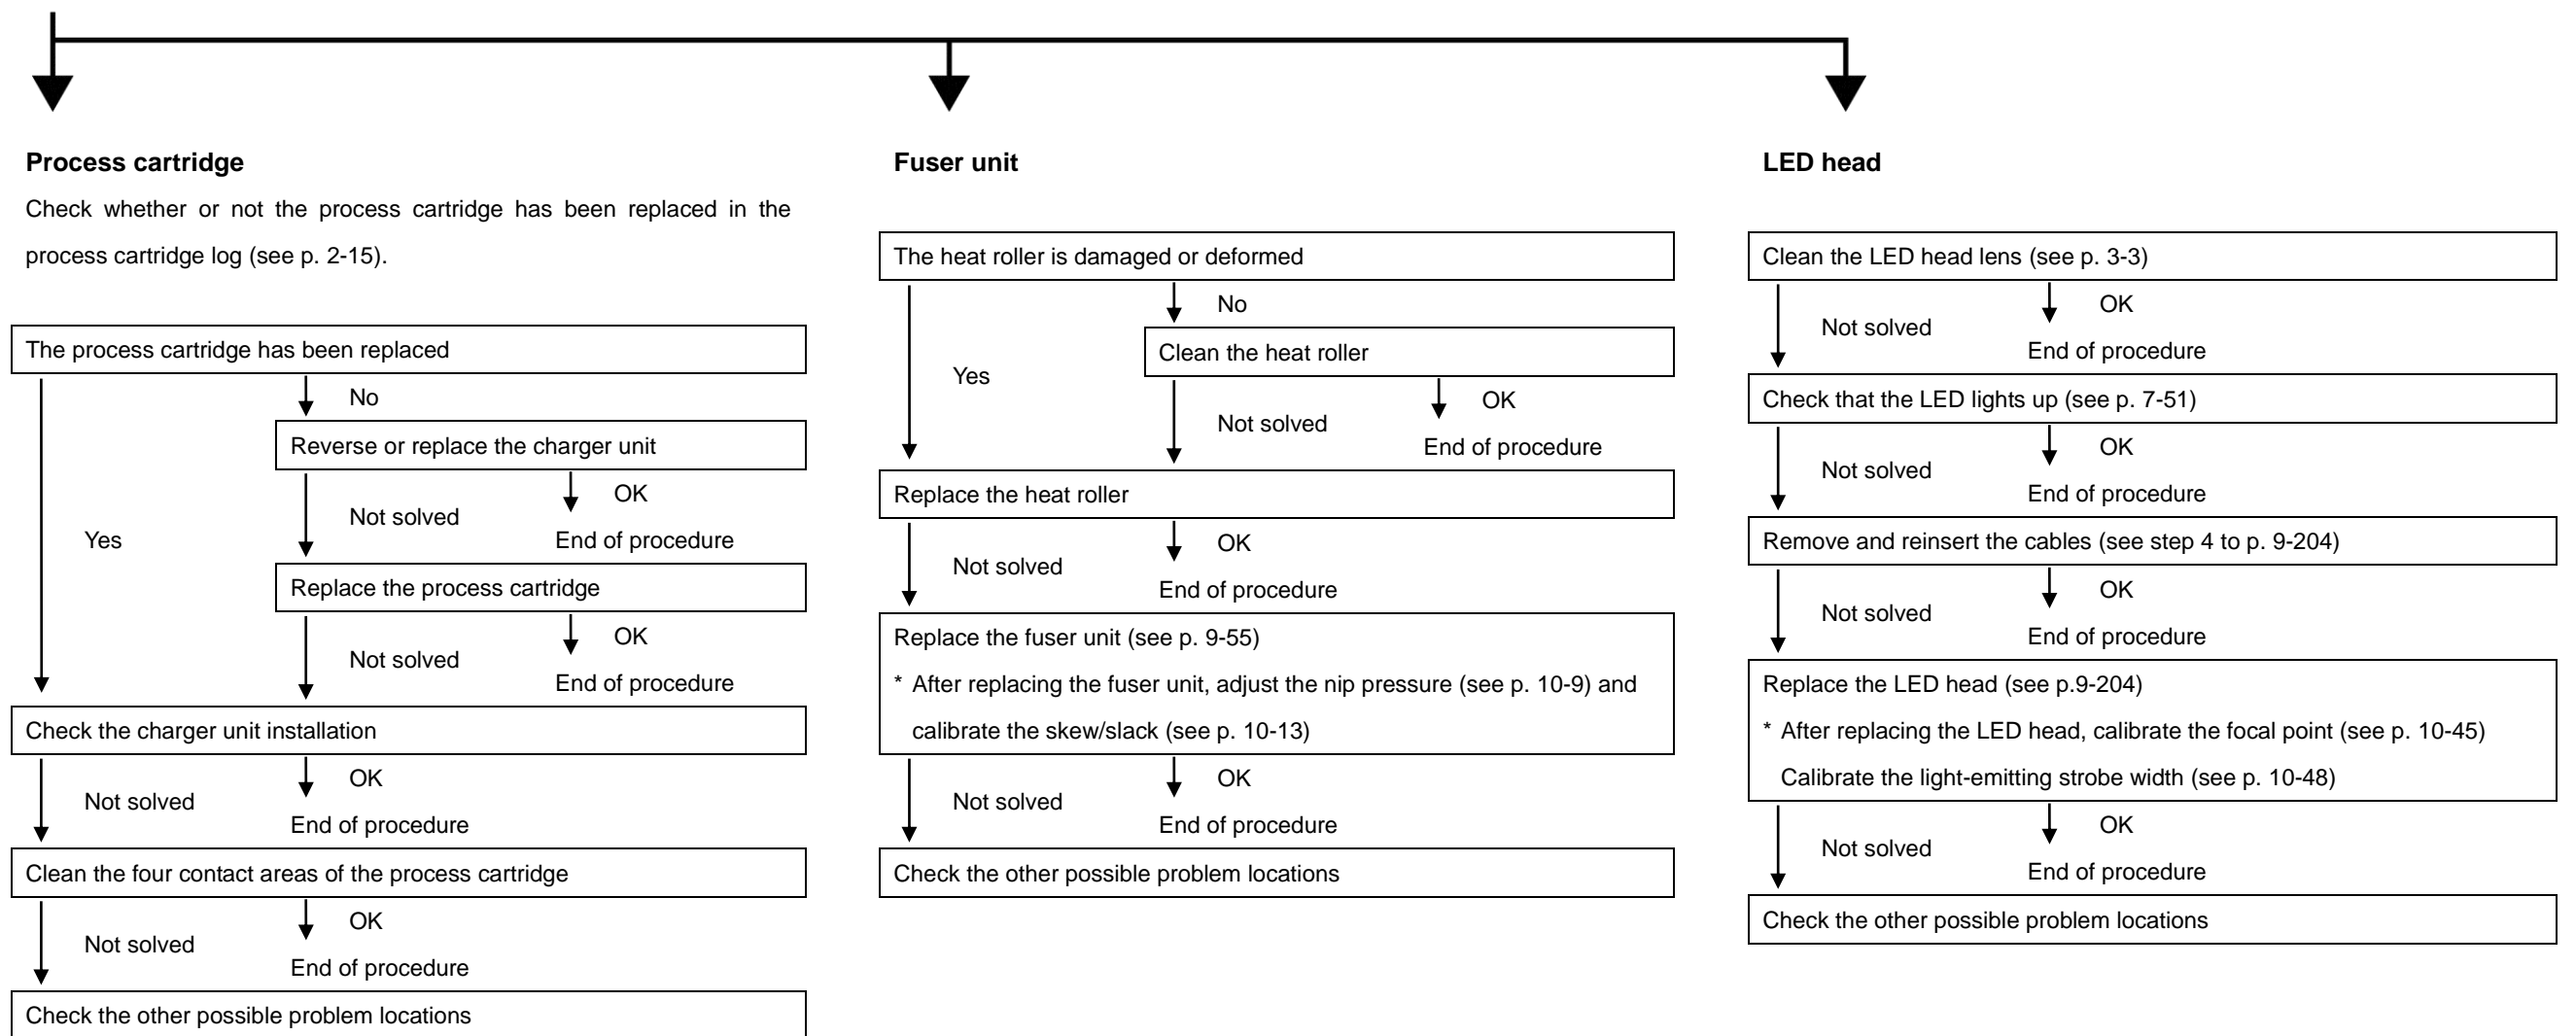 Process cartridge
Check whether or not the process cartridge has been replaced in the
process cartridge log (see p. 2-15).
The process cartridge has been replaced
No
Reverse or replace the charger unit
OK
Not solved
Yes
End of procedure
Replace the process cartridge
OK
Not solved
End of procedure
Check the charger unit installation
OK
Not solved
End of procedure
Clean the four contact areas of the process cartridge
OK
Not solved
End of procedure
Check the other possible problem locations
Fuser unit
The heat roller is damaged or deformed
No
Clean the heat roller
Yes
OK
Not solved
End of procedure
Replace the heat roller
OK
Not solved
End of procedure
Replace the fuser unit (see p. 9-55)
* After replacing the fuser unit, adjust the nip pressure (see p. 10-9) and
calibrate the skew/slack (see p. 10-13)
OK
Not solved
End of procedure
Check the other possible problem locations
LED head
Clean the LED head lens (see p. 3-3)
OK
Not solved
End of procedure
Check that the LED lights up (see p. 7-51)
OK
Not solved
End of procedure
Remove and reinsert the cables (see step 4 to p. 9-204)
OK
Not solved
End of procedure
Replace the LED head (see p.9-204)
* After replacing the LED head, calibrate the focal point (see p. 10-45)
Calibrate the light-emitting strobe width (see p. 10-48)
OK
Not solved
End of procedure
Check the other possible problem locations